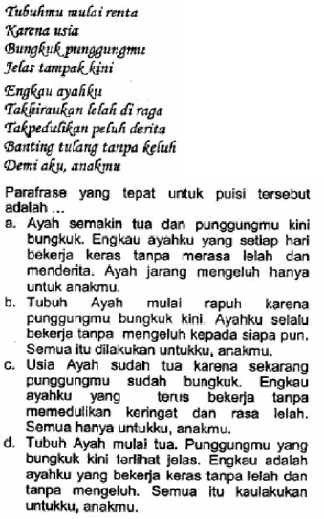 Tubuhmu mulai renta
Karena usia
Bungkuk punggungmu
Jelas tampak kini
Engkau ayahku
Takhiraukan lelah di raga
Takpedulikan peluh derita
Banting tulang tanpa keluh
Demi aku, anakmu
Parafrase yang tepat untuk puisi tersebut
adalah ...
a. Ayah semakin tua dan punggungmu kini
bungkuk. Engkau ayahku yang setiap hari
bekerja keras tanpa merasa lelah dan
menderita. Ayah jarang mengeluh hanya
untuk anakmu.
b. Tubuh Ayah mulai rapuh karena
punggungmu bungkuk kini. Ayahku selalu
bekerja tanpa mengeluh kepada siapa pun.
Semua itu dilakukan untukku, anakmu.
c. Usia Ayah sudah tua karena sekarang
punggungmu sudah bungkuk. Engkau
ayahku yang terus bekerja tanpa
memedulikan keringat dan rasa lelah.
Semua hanya untukku, anakmu.
d. Tubuh Ayah mulai tua. Punggungmu yang
bungkuk kini terlihat jelas. Engkau adalah
ayahku yang bekerja keras tanpa lelah dan
tanpa mengeluh. Semua itu kaulakukan
untukku, anakmu.